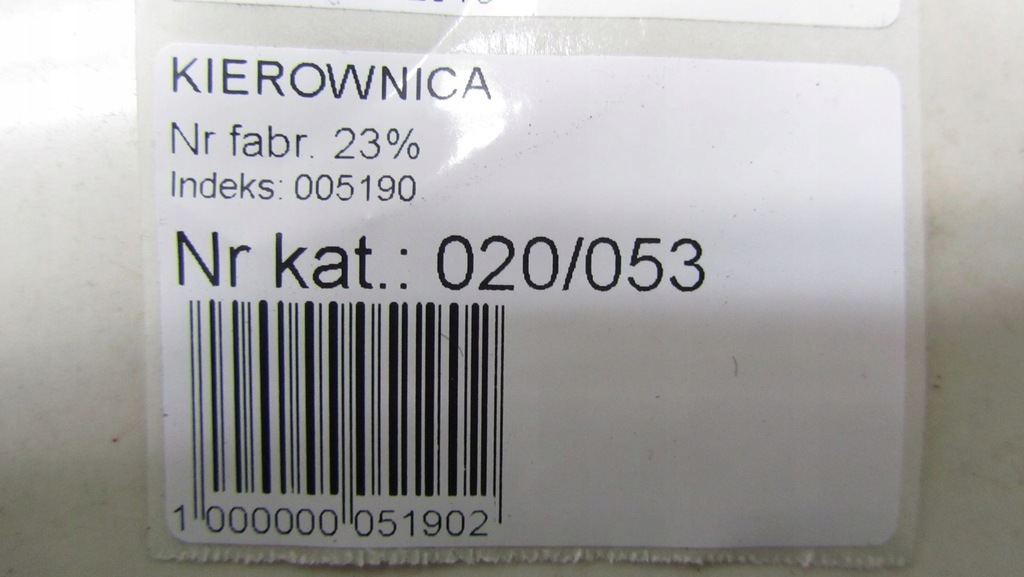 KIEROWNICA
Nr fabr. 23%
Indeks: 005190
Nr kat.: 020/053
1 000000 051902